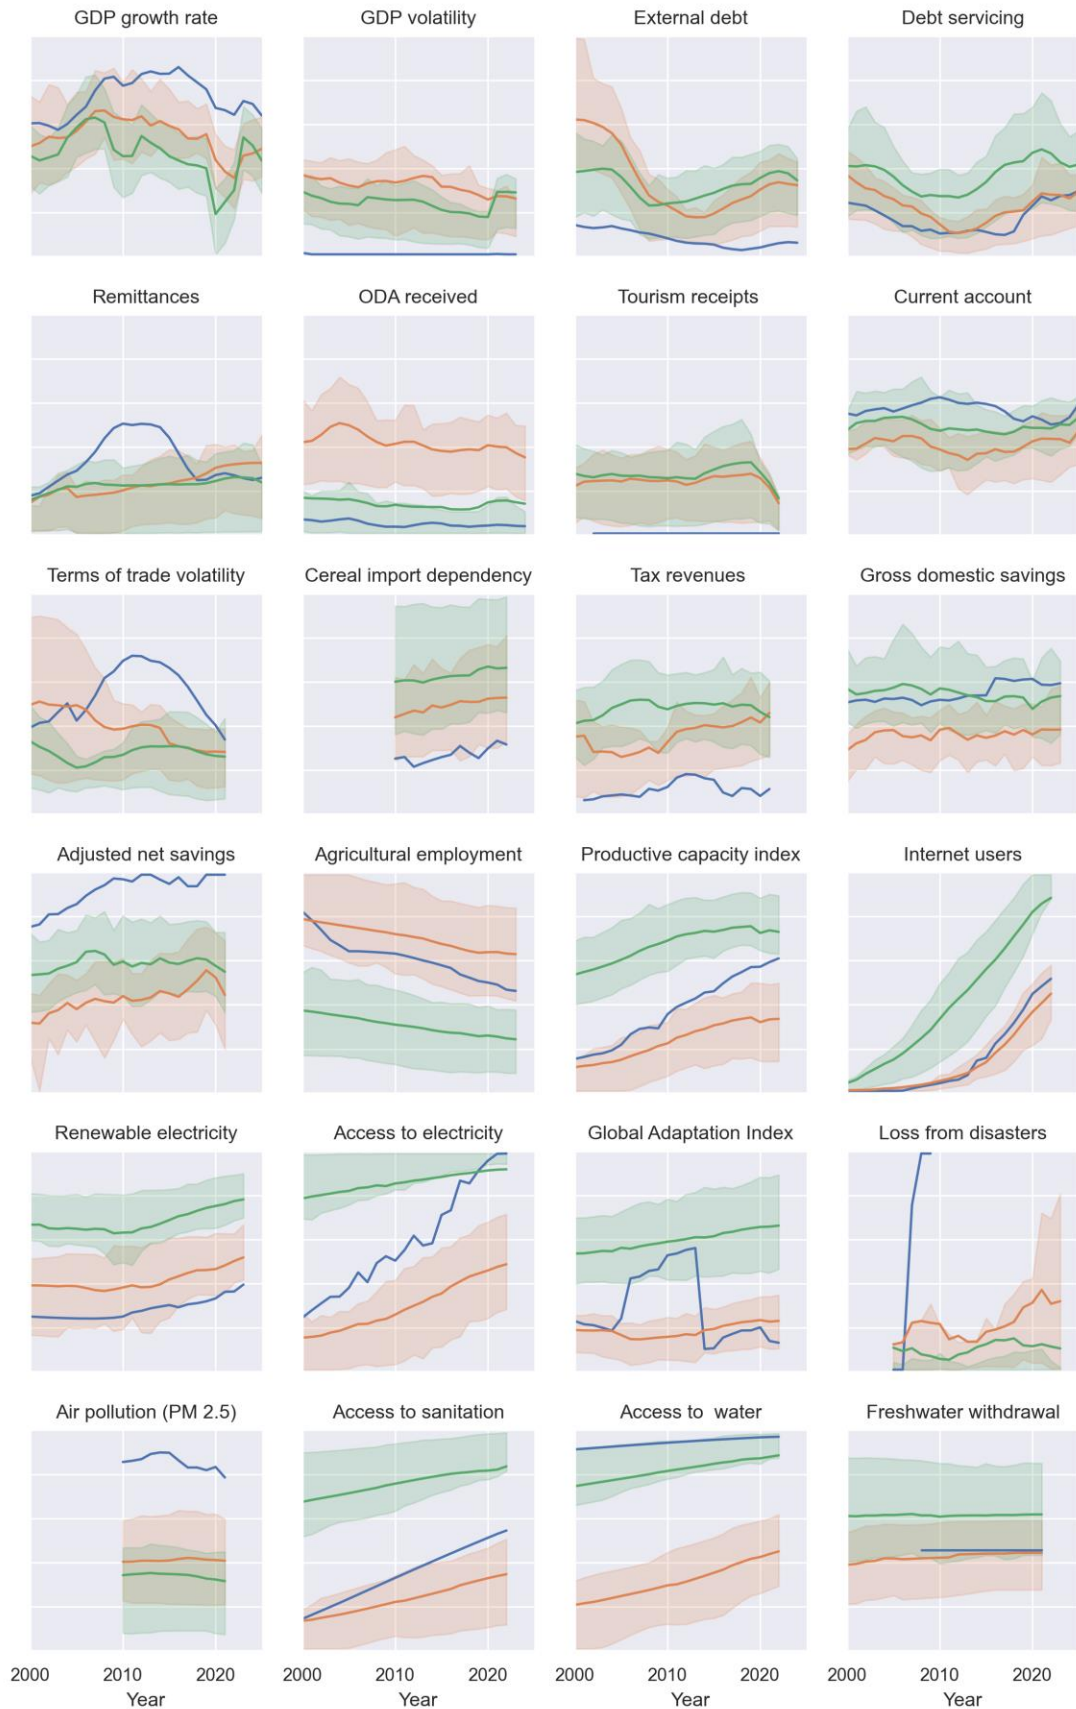 GDP growth rate
GDP volatility
External debt
Debt servicing
Remittances
ODA received
Tourism receipts
Current account
Terms of trade volatility
Cereal import dependency
Tax revenues
Gross domestic savings
Adjusted net savings
Agricultural employment
Productive capacity index
Internet users
Renewable electricity
Access to electricity
Global Adaptation Index
Loss from disasters
Air pollution (PM 2.5)
Access to sanitation
Access to  water
Freshwater withdrawal
2000 2010 2020
2000 2010 2020
2000 2010 2020
2000 2010 2020
Year
Year
Year
Year